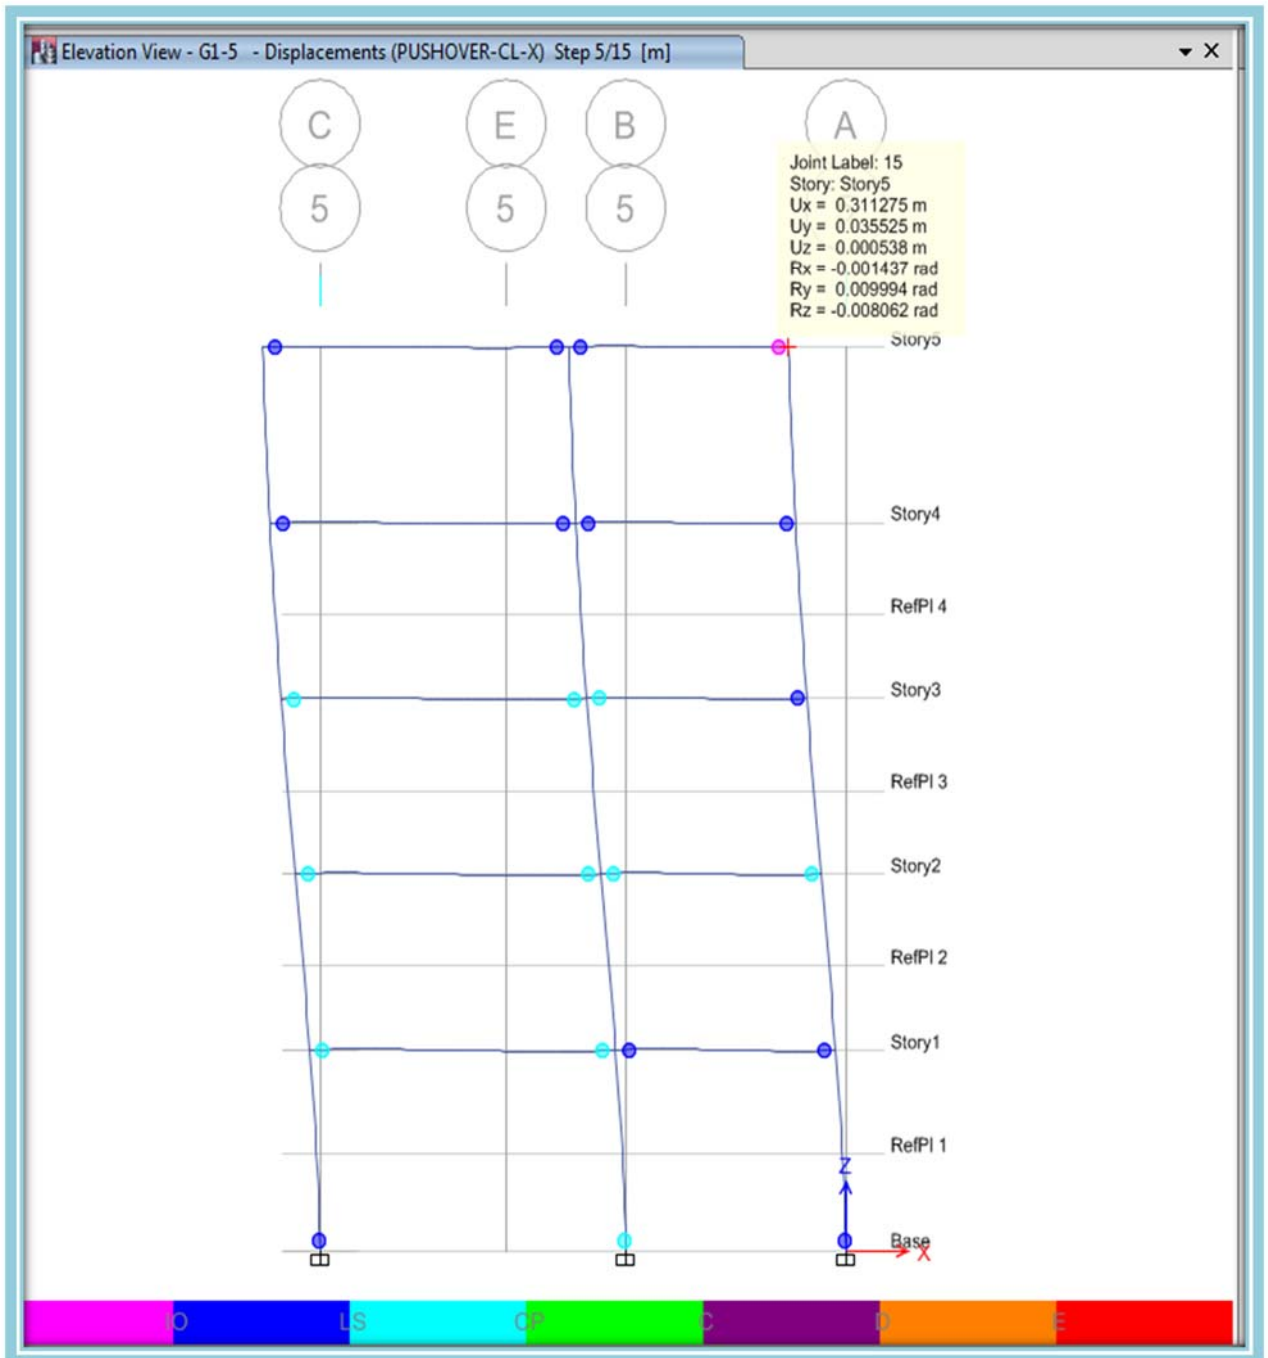 Elevation View - G1-5 - Displacements (PUSHOVER-CL-X) Step 5/15 [m]
C E B A
5 5 5
Joint Label: 15
Story: Story5
Ux = 0.311275 m
Uy = 0.035525 m
Uz = 0.000538 m
Rx = -0.001437 rad
Ry = 0.009994 rad
Rz = -0.008062 rad
Story5
Story4
RefPl 4
Story3
RefPl 3
Story2
RefPl 2
Story1
RefPl 1
Z
Base
X
IO LS CP C D E